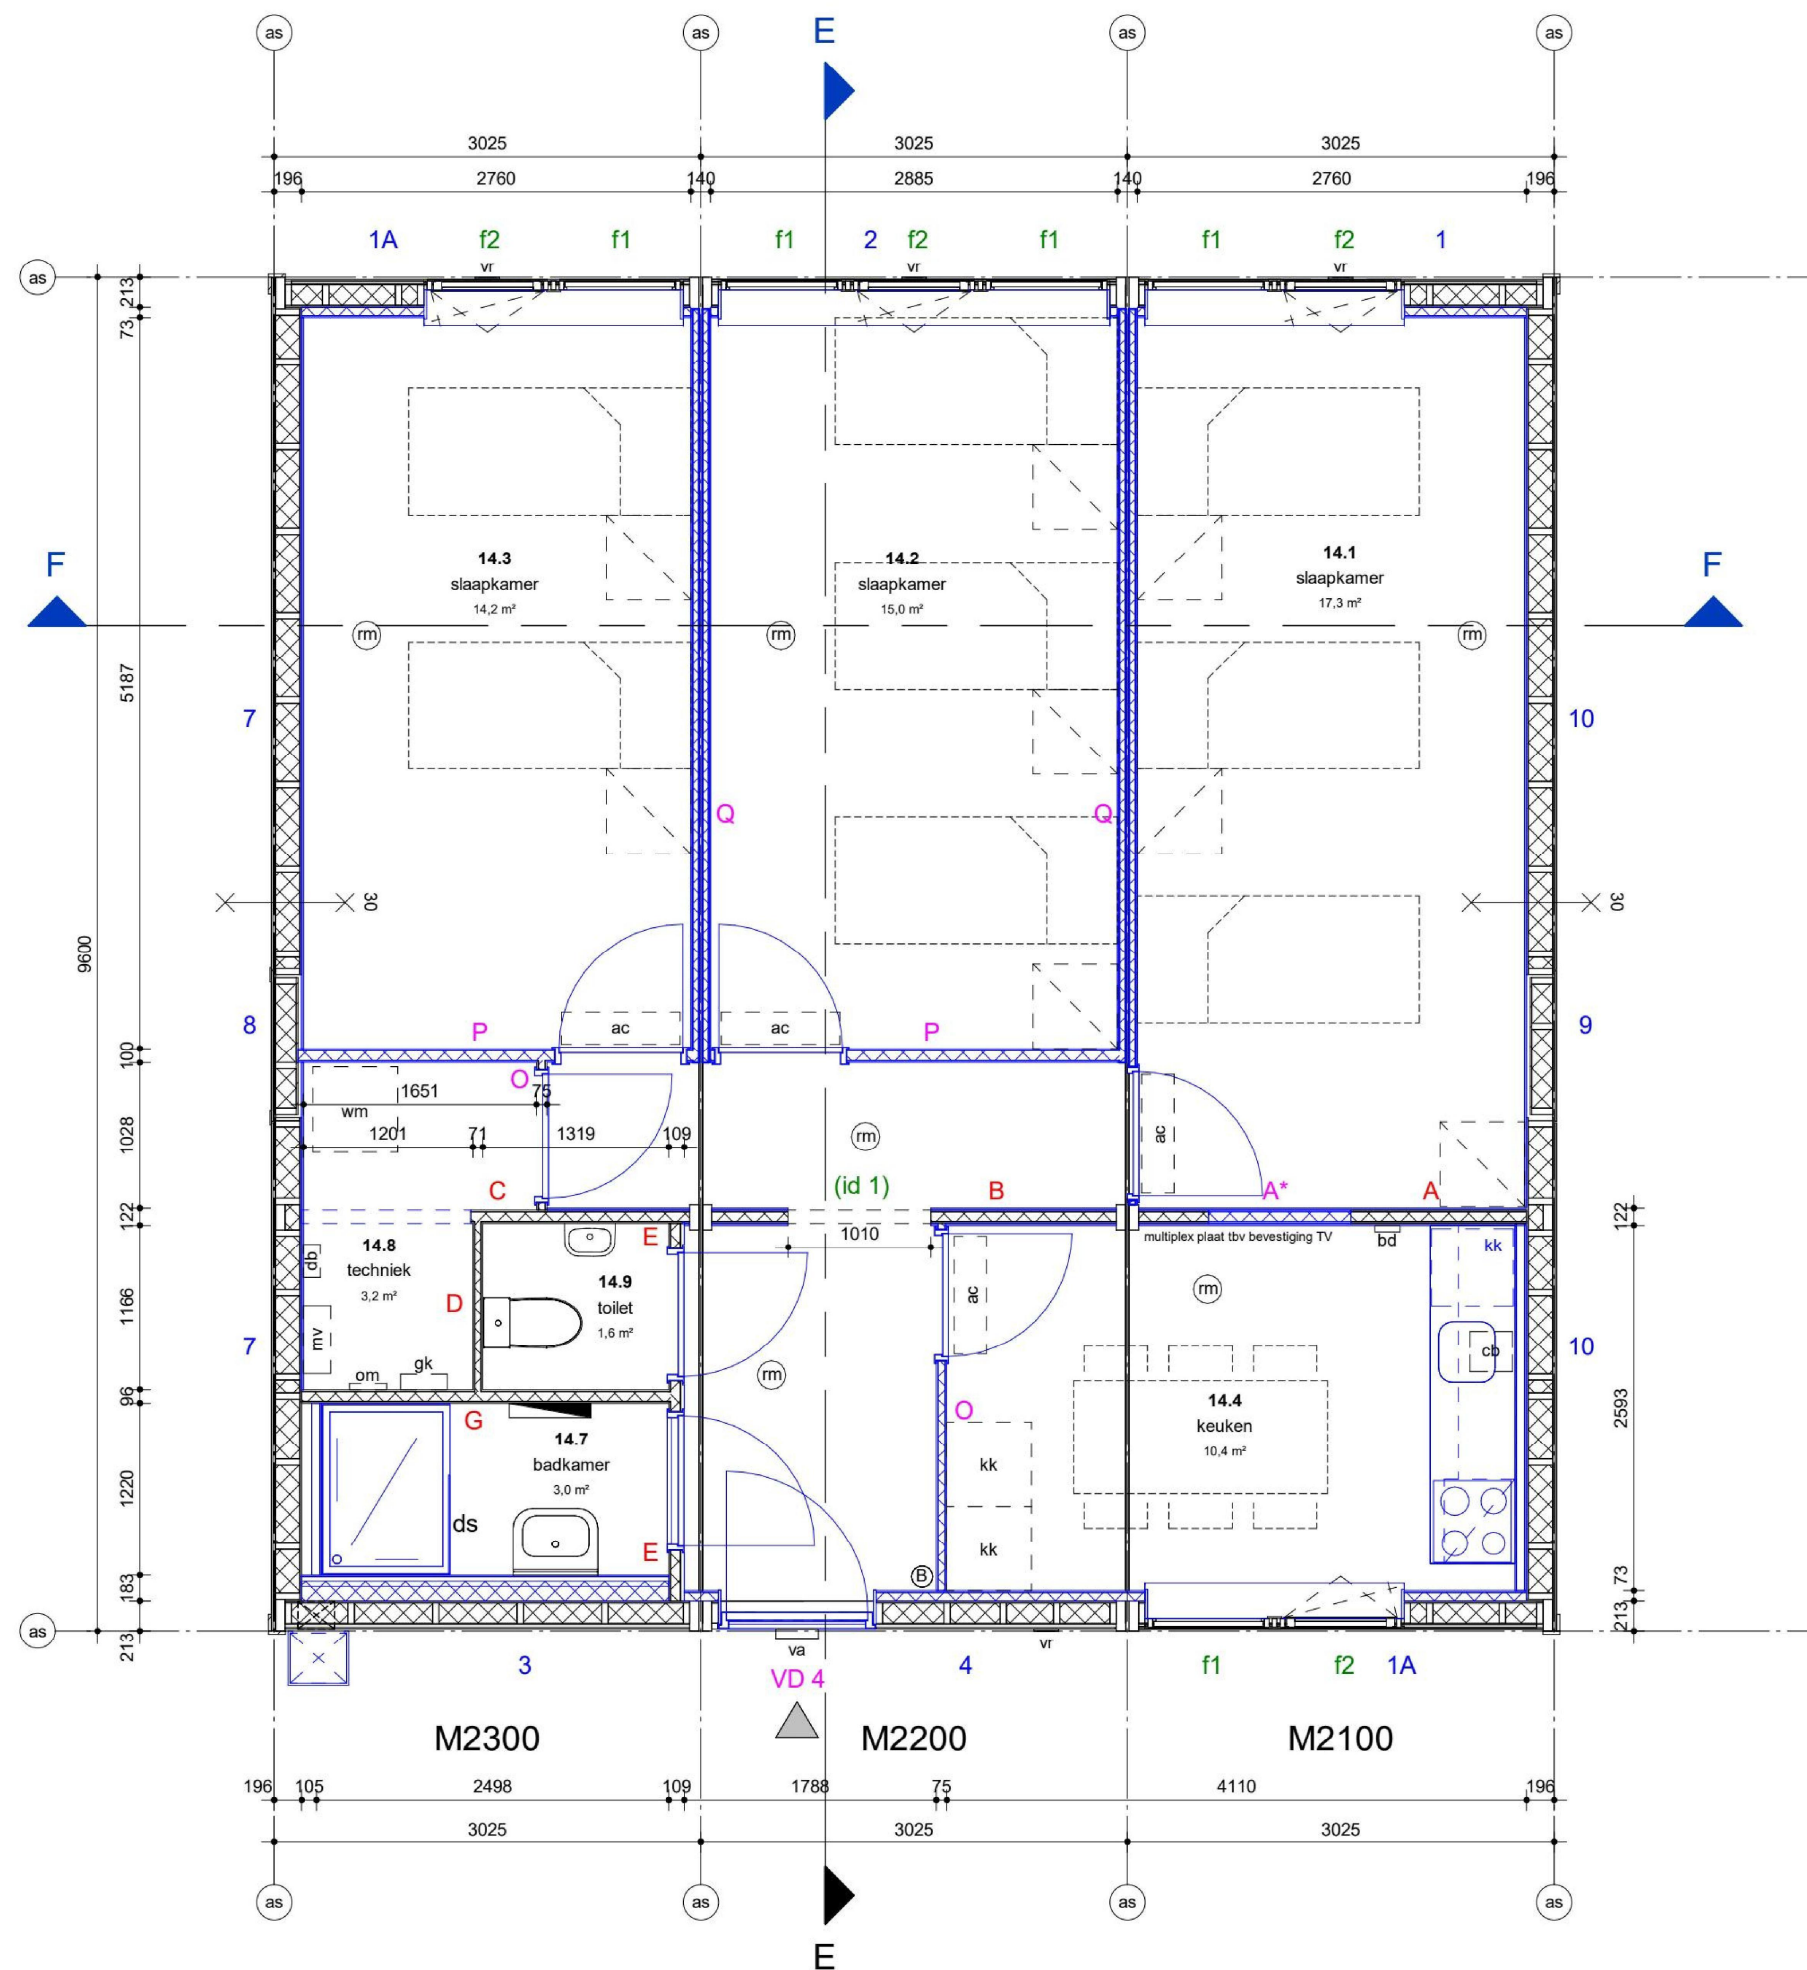 as as E as as
3025 3025 3025
196 2760 140 2885 140 2760 196
1A f2 f1 f1 2 f2 f1 f1 f2 1
vr vr vr
as
213
73
14.3 14.2 14.1
slaapkamer slaapkamer slaapkamer
14,2 m² 15,0 m² 17,3 m²
F F
rm rm rm
5187
7 10
Q Q
30 30
9600
8 P ac ac P 9
100
O
1651 75
wm
1028 1201 71 1319 109 rm ac
C (id 1) B A* A
122 122
E 1010 multiplex plaat tbv bevestiging TV bd kk
14.8
techniek
3,2 m²
db
14.9
toilet
1,6 m²
rm
ac
1166 D
mv
7 10
om gk rm cb
96
G O
14.4
keuken
10,4 m²
2593
14.7
badkamer
3,0 m²
kk
1220
ds
E kk
B
183 73
213 213
as
va vr
3 VD 4 4 f1 f2 1A
M2300 M2200 M2100
196 105 2498 109 1788 75 4110 196
3025 3025 3025
as as as as
E